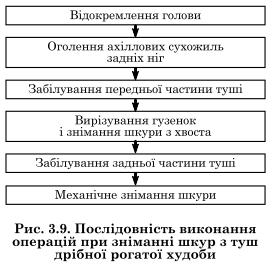 Відокремлення голови
Оголення ахіллових сухожиль
задніх ніг
Забілування передньої частини туші
Вирізування гузенок
і знімання шкури з хвоста
Забілування задньої частини туші
Механічне знімання шкури
Рис. 3.9. Послідовність виконання
операцій при зніманні шкур з туш
дрібної рогатої худоби